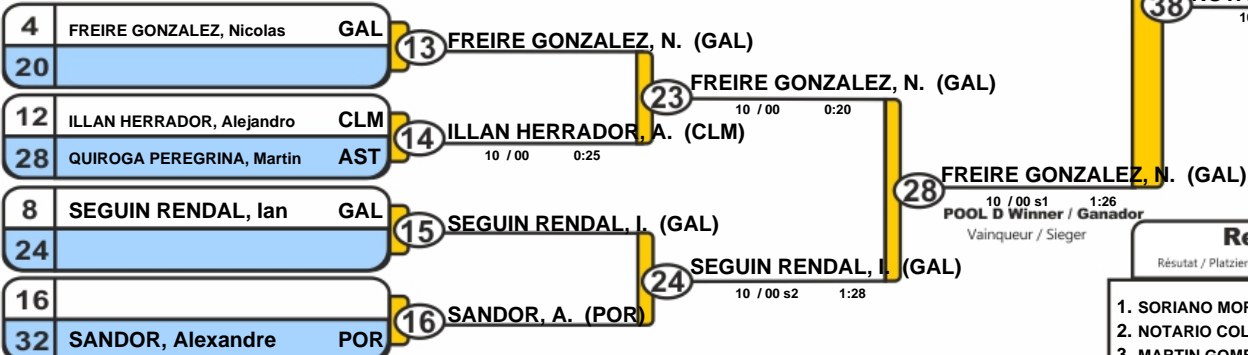 38
4 FREIRE GONZALEZ, Nicolas GAL
20
13 FREIRE GONZALEZ, N. (GAL)
23 FREIRE GONZALEZ, N. (GAL)
10 / 00 0:20
12 ILLAN HERRADOR, Alejandro CLM
28 QUIROGA PEREGRINA, Martin AST
14 ILLAN HERRADOR, A. (CLM)
10 / 00 0:25
28 FREIRE GONZALEZ, N. (GAL)
10 / 00 s1 1:26
POOL D Winner / Ganador
Vainqueur / Sieger
8 SEGUIN RENDAL, Ian GAL
24
15 SEGUIN RENDAL, I. (GAL)
24 SEGUIN RENDAL, I. (GAL)
10 / 00 s2 1:28
16
32 SANDOR, Alexandre POR
16 SANDOR, A. (POR)
Résutat / Platzier
1. SORIANO MOR
2. NOTARIO COL